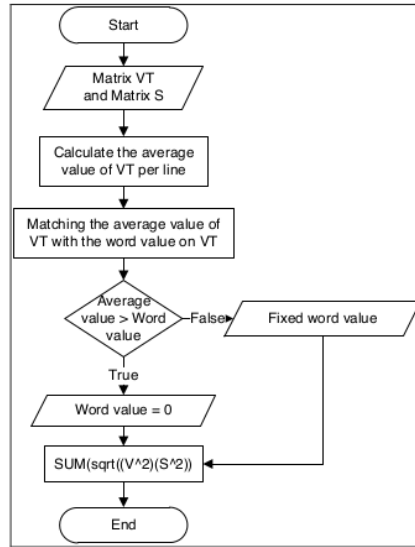 Start
Matrix VT
and Matrix S
Calculate the average
value of VT per line
Matching the average value of
VT with the word value on VT
Average
value > Word
value
False
Fixed word value
True
Word value = 0
SUM(sqrt((V^2)(S^2))
End